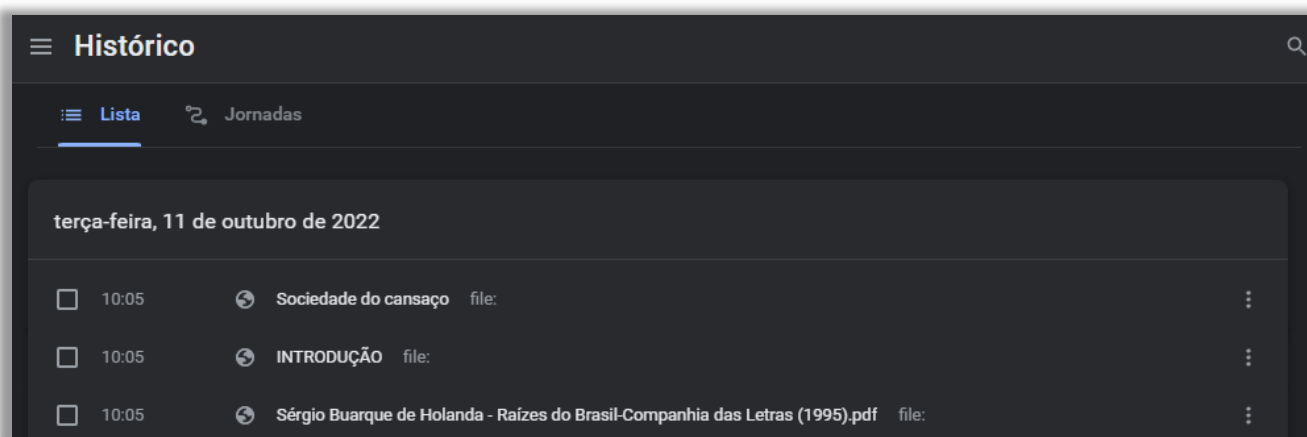 Histórico
Lista Jornadas
terça-feira, 11 de outubro de 2022
10:05 Sociedade do cansaço file:
10:05 INTRODUÇÃO file:
10:05 Sérgio Buarque de Holanda - Raízes do Brasil-Companhia das Letras (1995).pdf file: